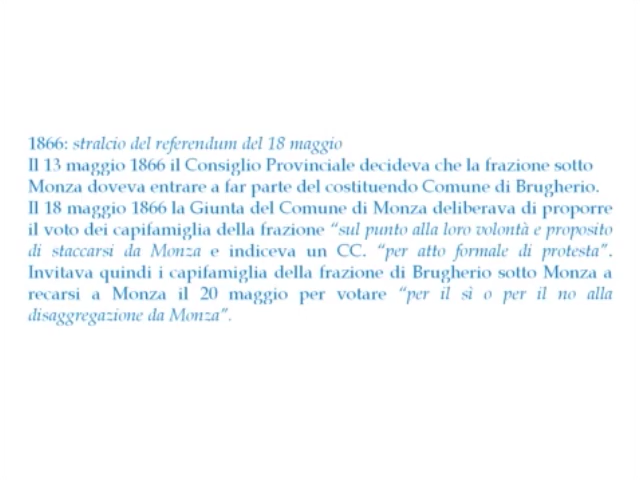 1866: stralcio del referendum del 18 maggio
Il 13 maggio 1866 il Consiglio Provinciale decideva che la frazione sotto
Monza doveva entrare a far parte del costituendo Comune di Brugherio.
Il 18 maggio 1866 la Giunta del Comune di Monza deliberava di proporre
il voto dei capifamiglia della frazione "sul punto alla loro volontà e proposito
di staccarsi da Monza e indiceva un CC. "per atto formale di protesta".
Invitava quindi i capifamiglia della frazione di Brugherio sotto Monza a
recarsi a Monza il 20 maggio per votare "per il sì o per il no alla
disaggregazione da Monza".